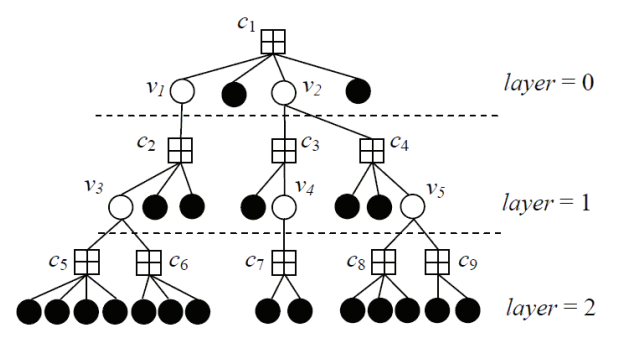 c1
v1 v2 layer = 0
c2 c3 c4
v3 v4 v5 layer = 1
c5 c6 c7 c8 c9
layer = 2